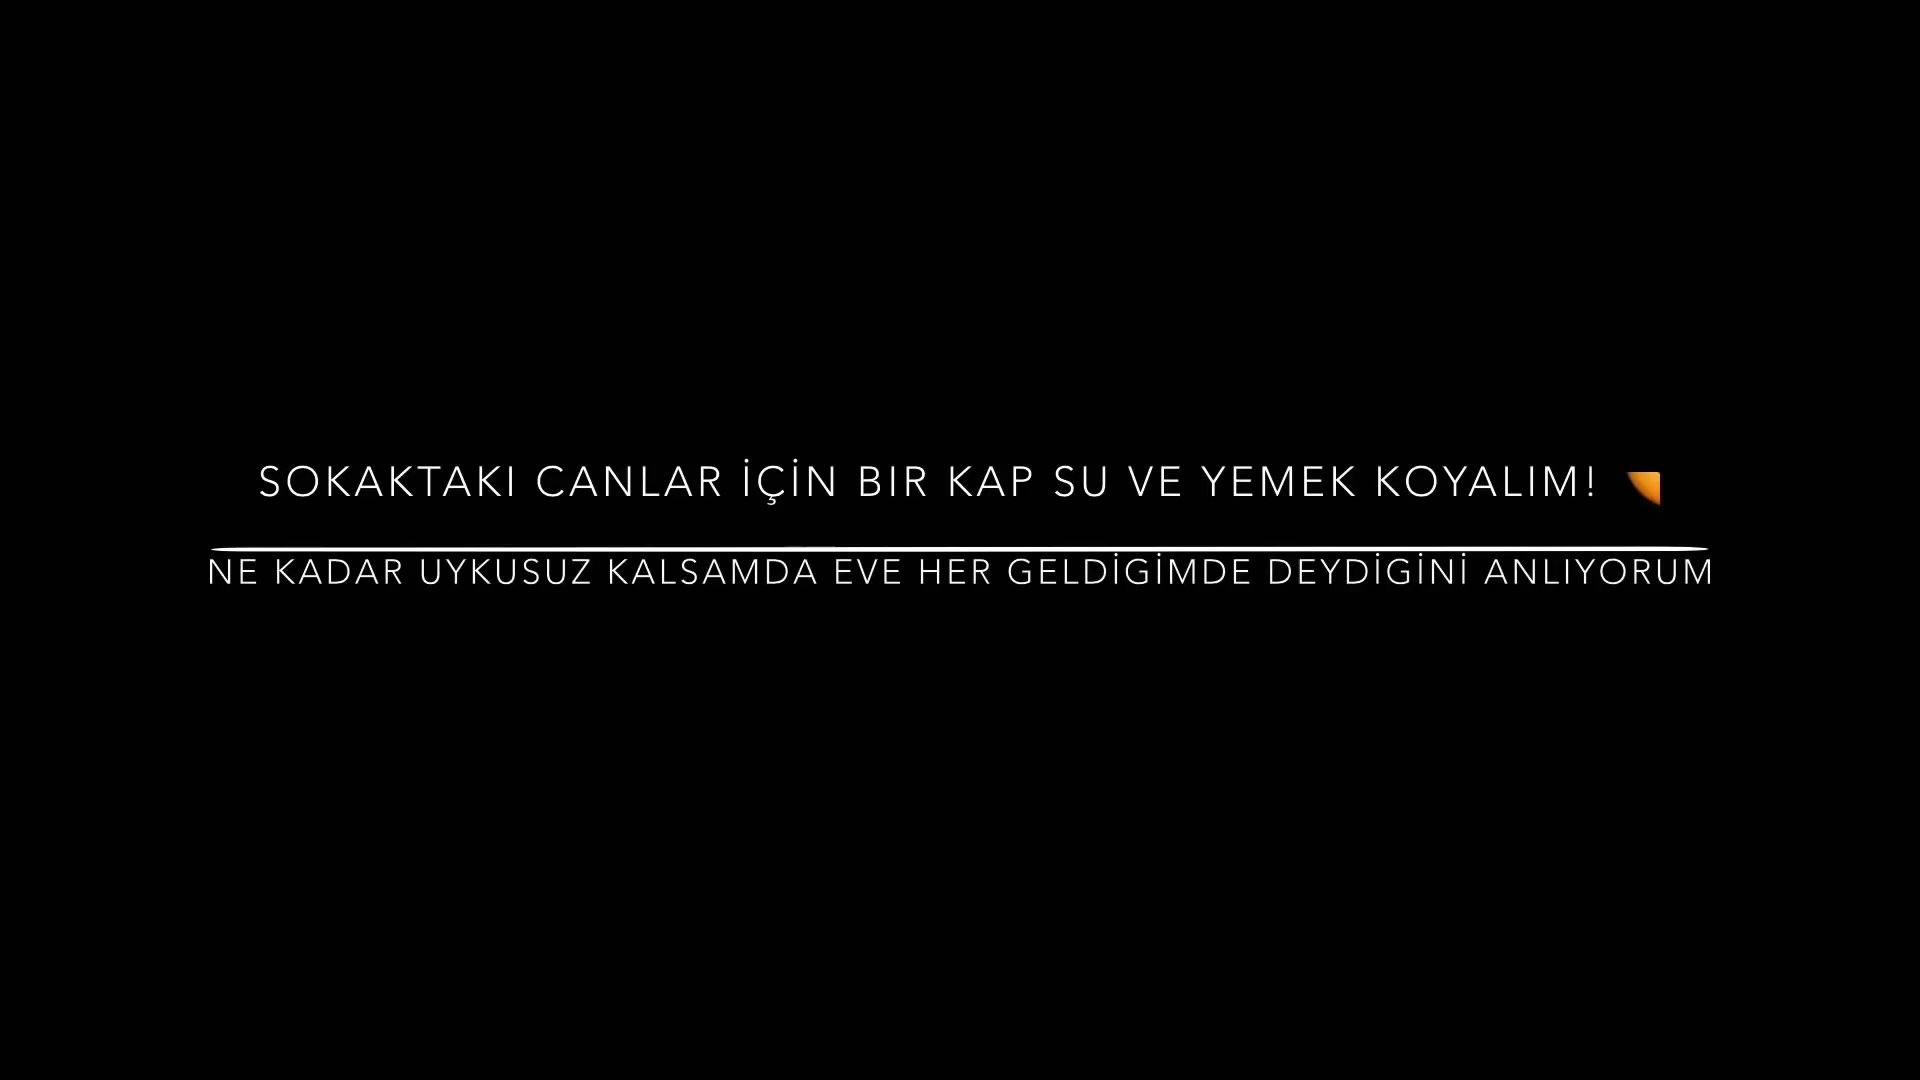 SOKAKTAKI CANLAR İÇİN BIR KAP SU VE YEMEK KOYALIM!
NE KADAR UYKUSUZ KALSAMDA EVE HER GELDİGİMDE DEYDİGİNİ ANLIYORUM